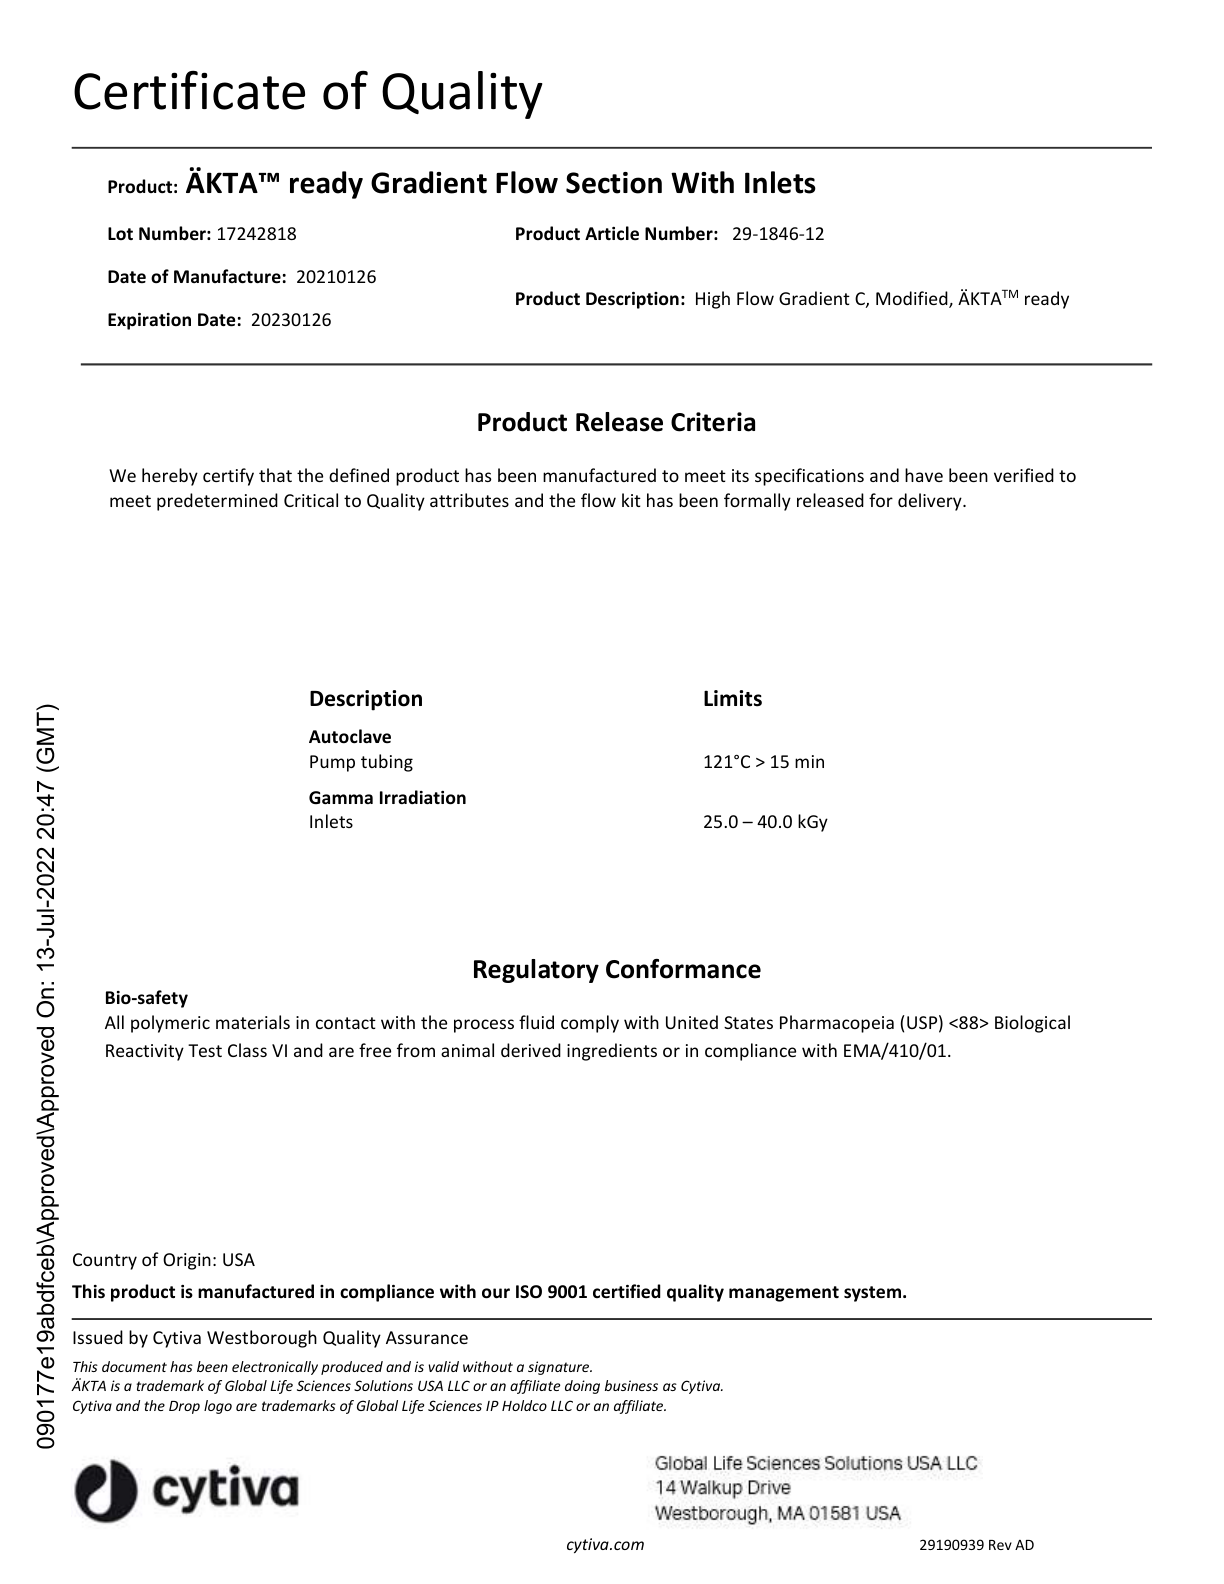 Certificate of Quality
Product: ÄKTA™ ready Gradient Flow Section With Inlets
Lot Number: 17242818
Product Article Number: 29-1846-12
Date of Manufacture: 20210126
Product Description: High Flow Gradient C, Modified, ÄKTA™ ready
Expiration Date: 20230126
Product Release Criteria
We hereby certify that the defined product has been manufactured to meet its specifications and have been verified to
meet predetermined Critical to Quality attributes and the flow kit has been formally released for delivery.
Description Limits
Autoclave
Pump tubing 121°C > 15 min
Gamma Irradiation
Inlets 25.0 – 40.0 kGy
Regulatory Conformance
Bio-safety
All polymeric materials in contact with the process fluid comply with United States Pharmacopeia (USP) <88> Biological
Reactivity Test Class VI and are free from animal derived ingredients or in compliance with EMA/410/01.
Country of Origin: USA
This product is manufactured in compliance with our ISO 9001 certified quality management system.
Issued by Cytiva Westborough Quality Assurance
This document has been electronically produced and is valid without a signature.
ÄKTA is a trademark of Global Life Sciences Solutions USA LLC or an affiliate doing business as Cytiva.
Cytiva and the Drop logo are trademarks of Global Life Sciences IP Holdco LLC or an affiliate.
cytiva
Global Life Sciences Solutions USA LLC
14 Walkup Drive
Westborough, MA 01581 USA
cytiva.com
29190939 Rev AD
090177e19abdfceb\Approved\Approved On: 13-Jul-2022 20:47 (GMT)